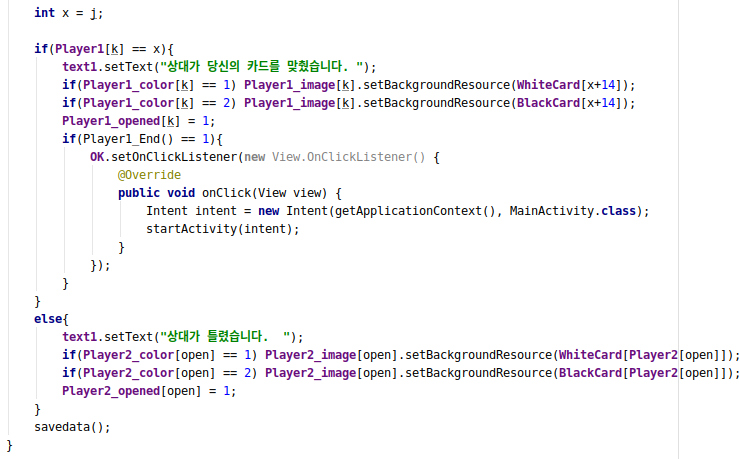 int x = j;
if(Player1[k] == x){
text1.setText("상대가 당신의 카드를 맞췄습니다. ");
if(Player1_color[k] == 1) Player1_image[k].setBackgroundResource(WhiteCard[x+14]);
if(Player1_color[k] == 2) Player1_image[k].setBackgroundResource(BlackCard[x+14]);
Player1_opened[k] = 1;
if(Player1_End() == 1){
OK.setOnClickListener(new View.OnClickListener() {
@Override
public void onClick(View view) {
Intent intent = new Intent(getApplicationContext(), MainActivity.class);
startActivity(intent);
}
});
}
}
else{
text1.setText("상대가 틀렸습니다.  ");
if(Player2_color[open] == 1) Player2_image[open].setBackgroundResource(WhiteCard[Player2[open]]);
if(Player2_color[open] == 2) Player2_image[open].setBackgroundResource(BlackCard[Player2[open]]);
Player2_opened[open] = 1;
}
savedata();
}